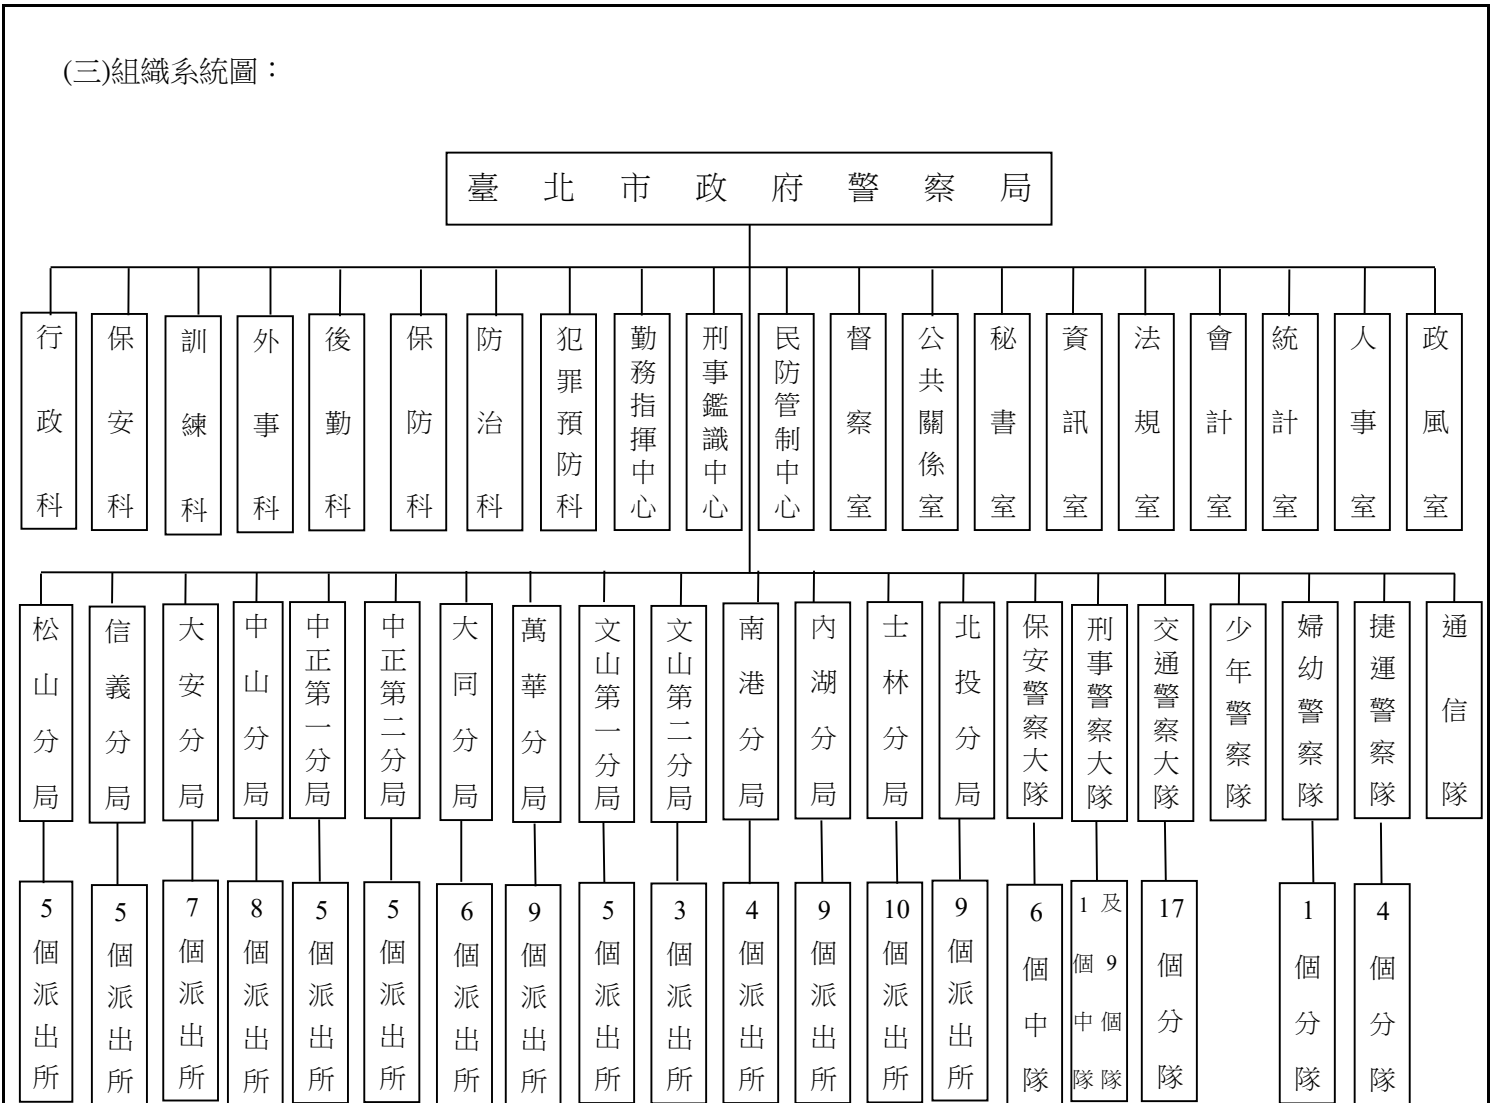 (三)組織系統圖：
臺北市政府警察局
行政科
保安科
訓練科
外事科
後勤科
保防科
防治科
犯罪預防科
勤務指揮中心
刑事鑑識中心
民防管制中心
督察室
公共關係室
秘書室
資訊室
法規室
會計室
統計室
人事室
政風室
松山分局
信義分局
大安分局
中山分局
中正第一分局
中正第二分局
大同分局
萬華分局
文山第一分局
文山第二分局
南港分局
內湖分局
士林分局
北投分局
保安警察大隊
刑事警察大隊
交通警察大隊
少年警察隊
婦幼警察隊
捷運警察隊
通信隊
5個派出所
5個派出所
7個派出所
8個派出所
5個派出所
5個派出所
6個派出所
9個派出所
5個派出所
3個派出所
4個派出所
9個派出所
10個派出所
9個派出所
6個中隊
1個中隊
及9個隊
17個分隊
1個分隊
4個分隊